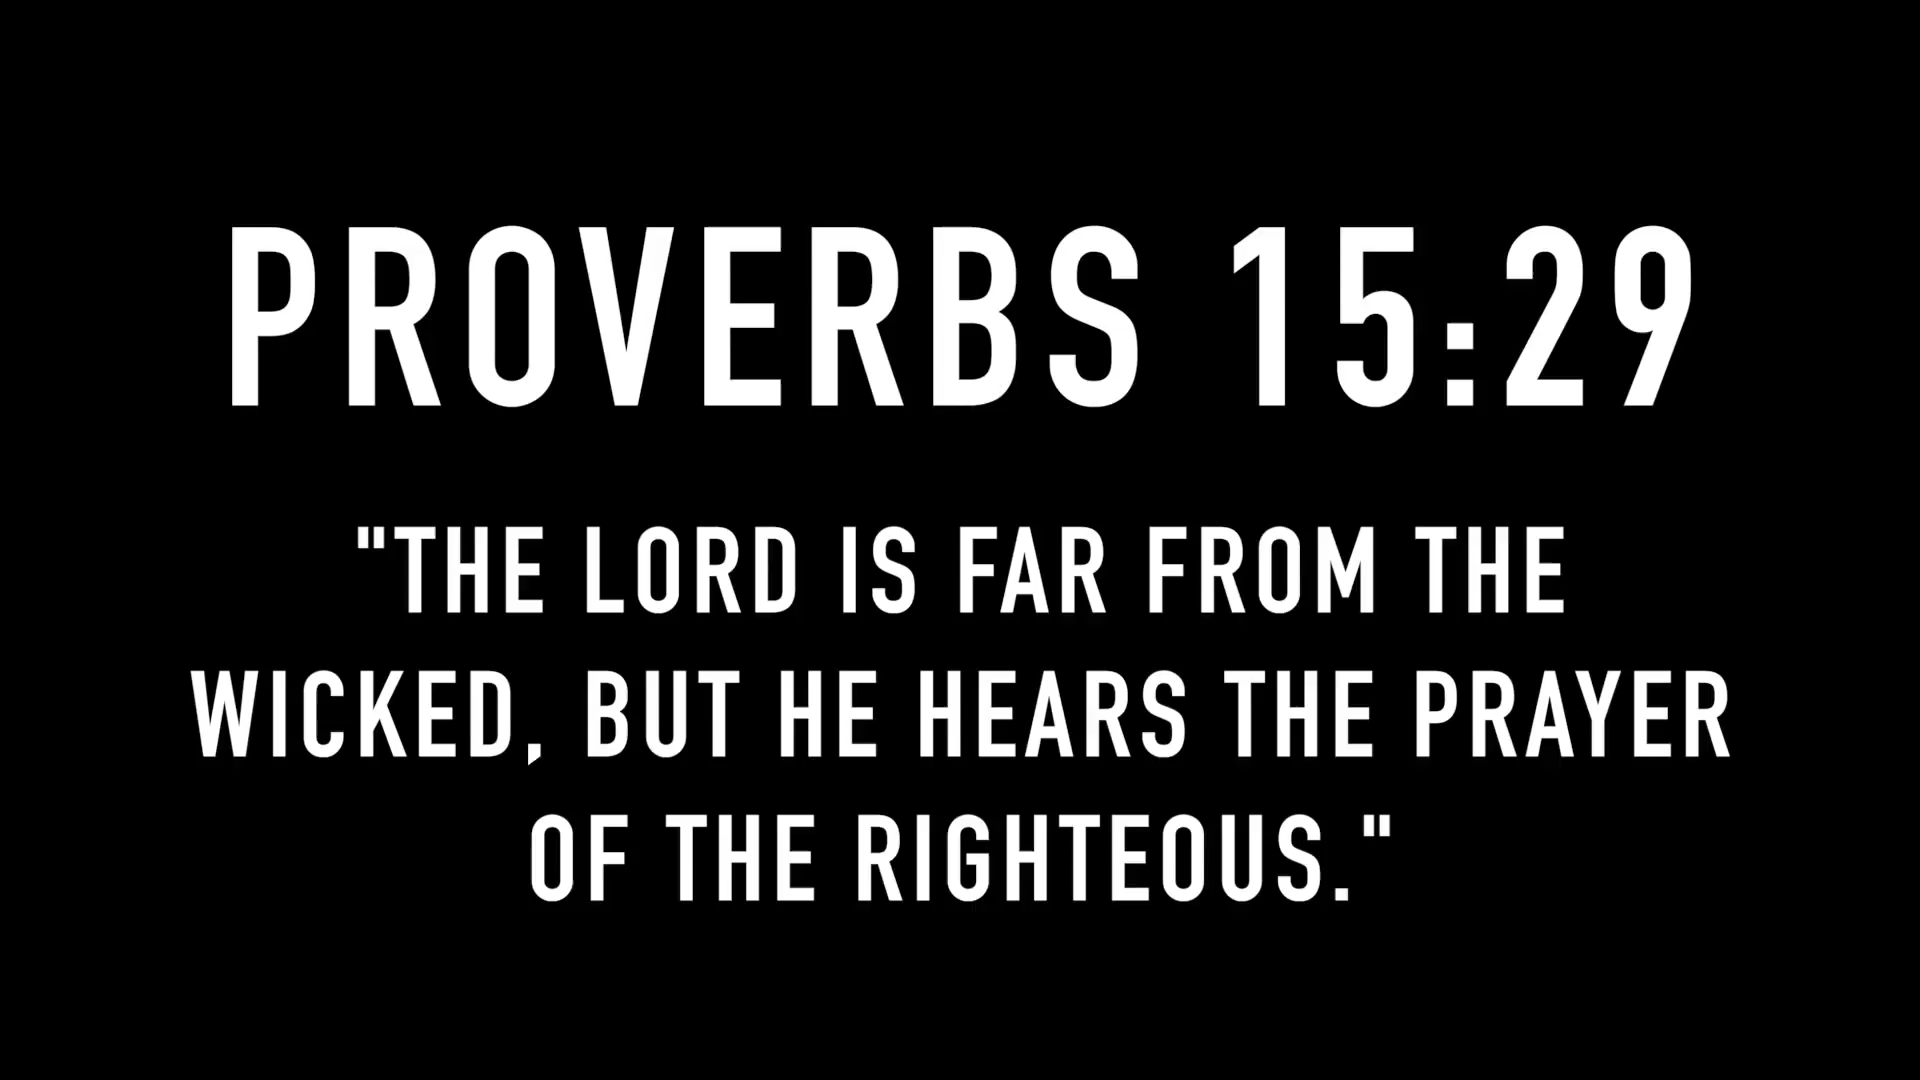 PROVERBS 15:29
"THE LORD IS FAR FROM THE
WICKED, BUT HE HEARS THE PRAYER
OF THE RIGHTEOUS."